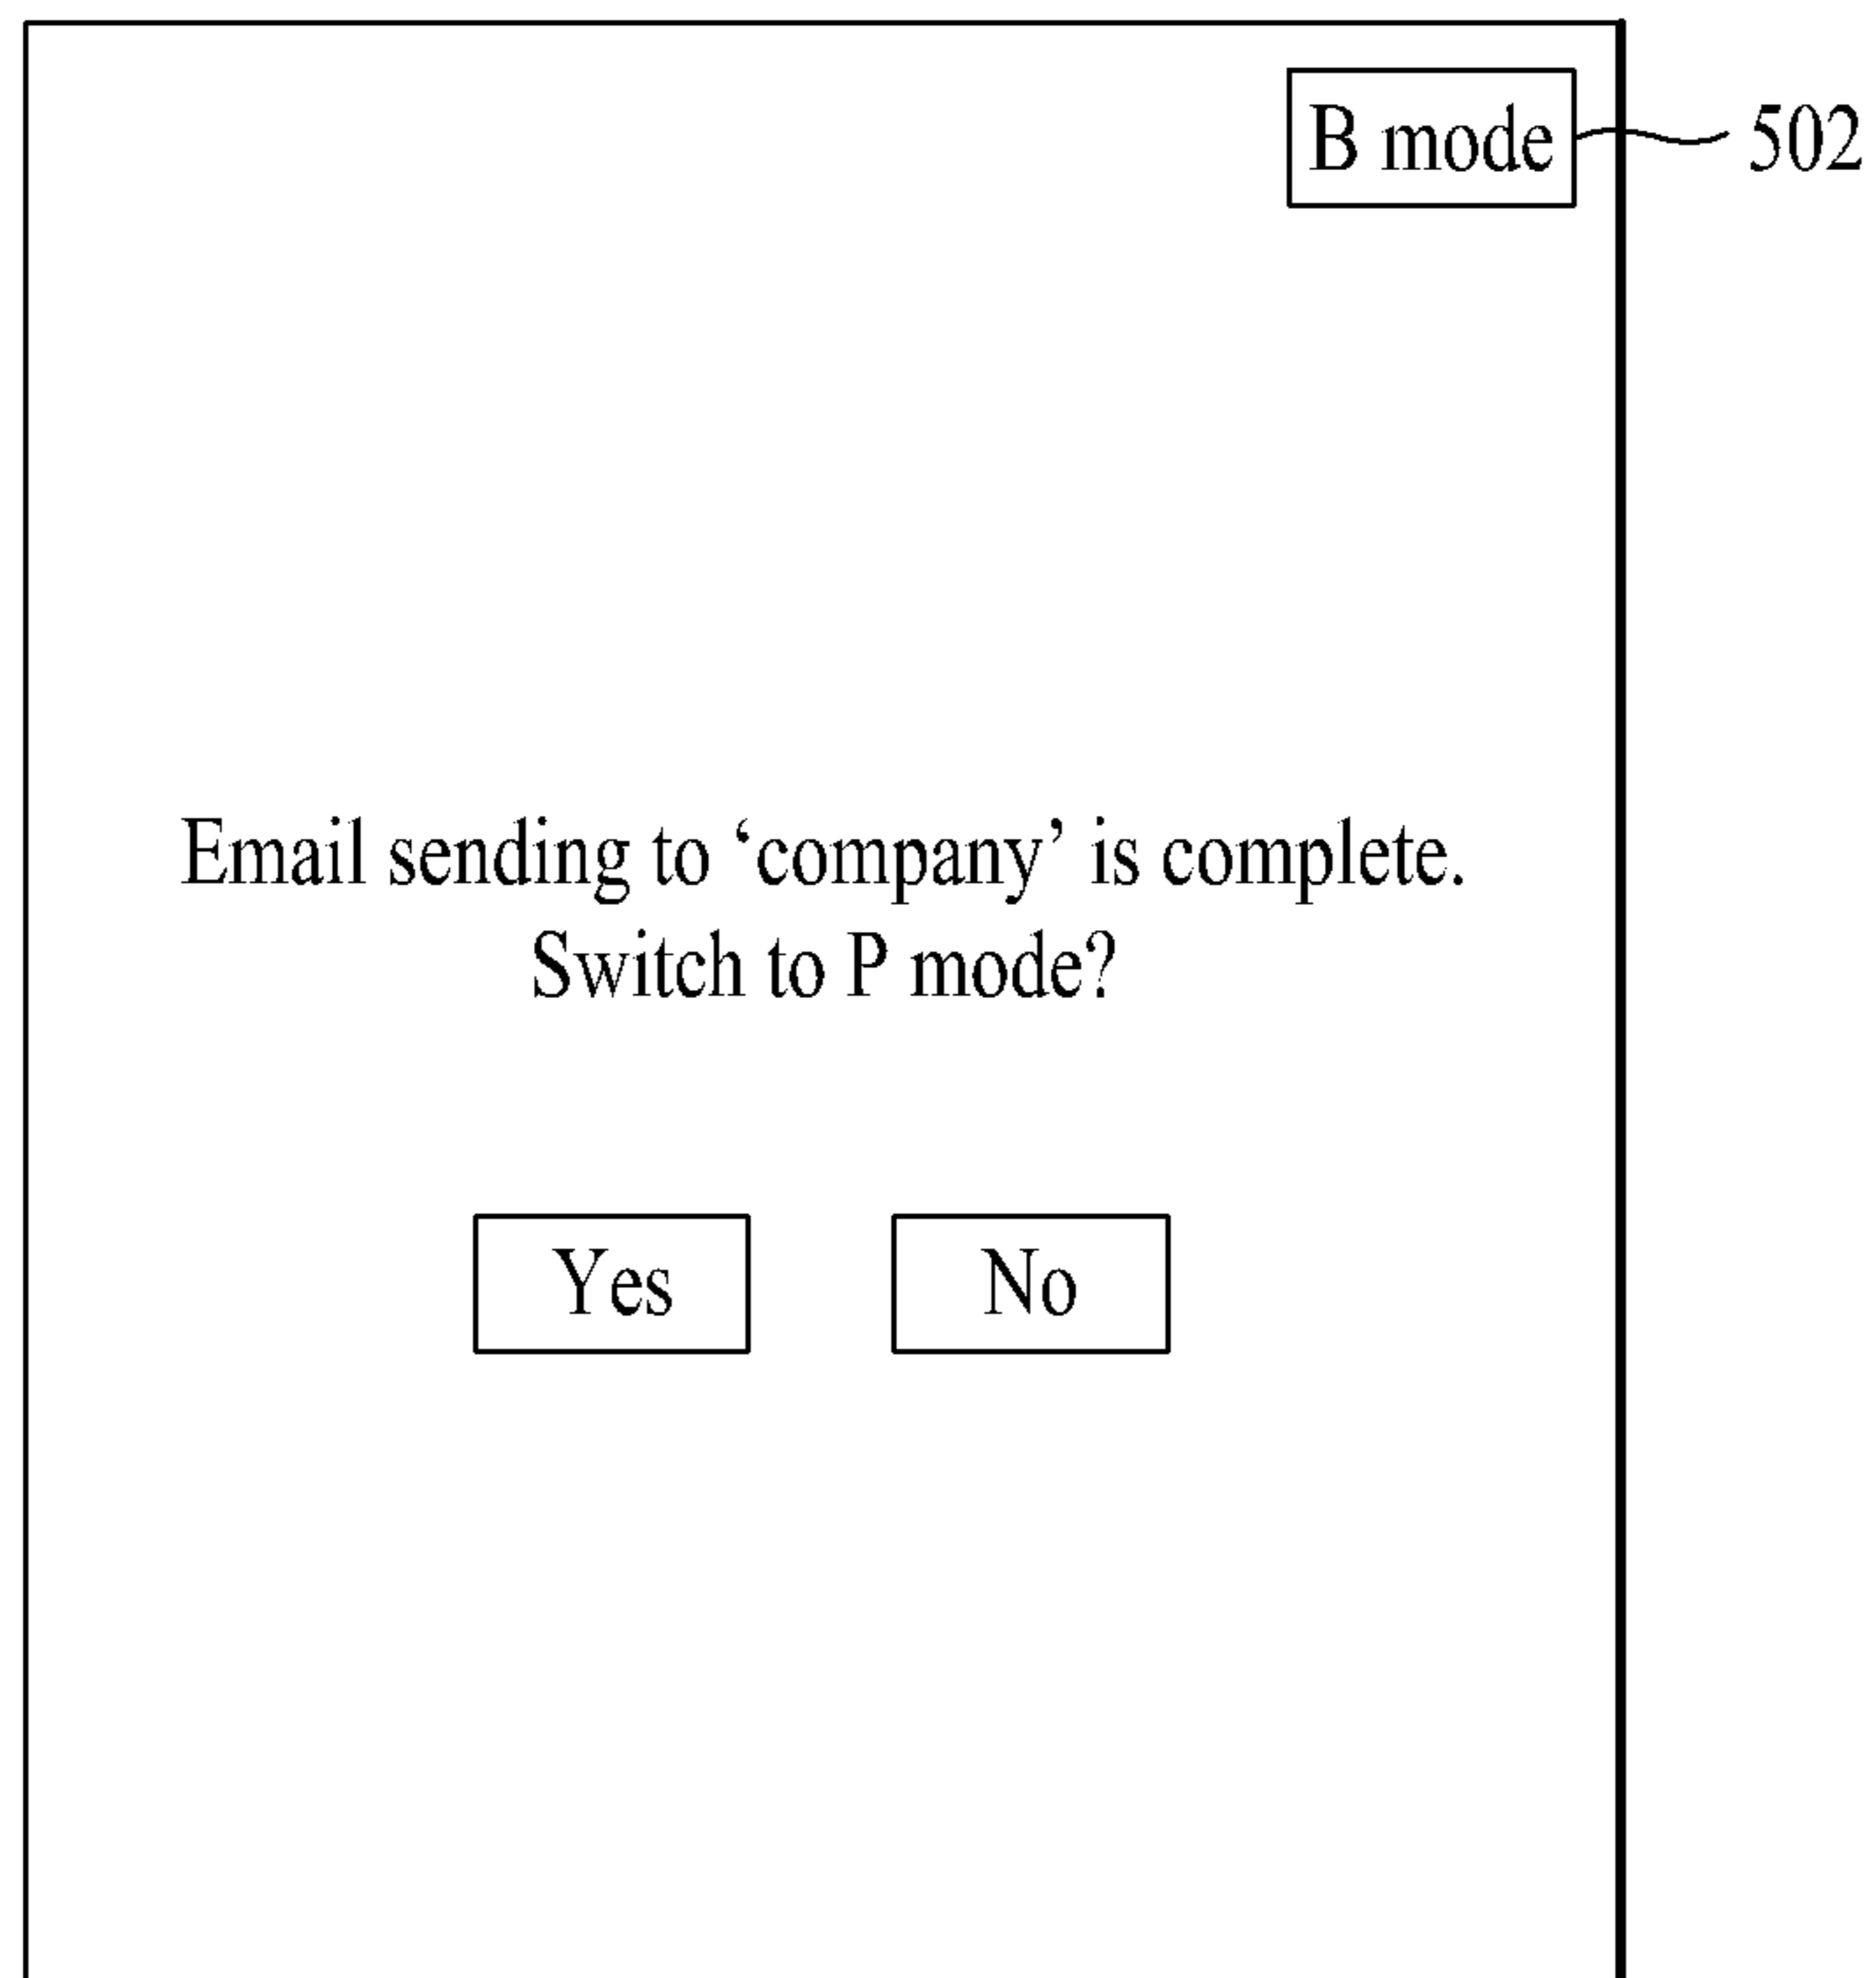 B mode
502
Email sending to ‘company’ is complete.
Switch to P mode?
Yes
No